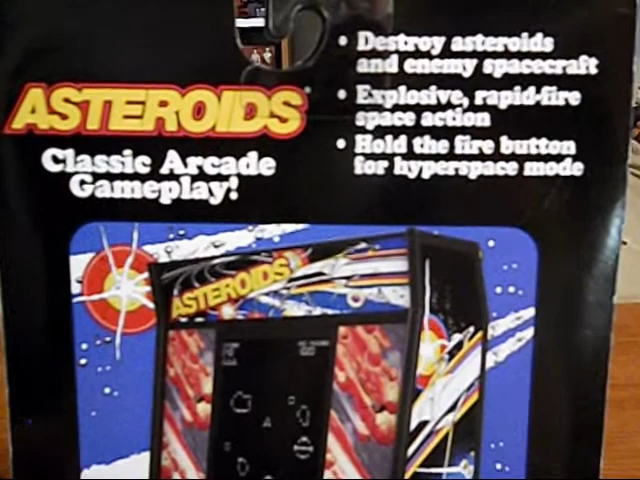 ASTEROIDS
Classic Arcade
Gameplay!
• Destroy asteroids
and enemy spacecraft
• Explosive, rapid-fire
space action
• Hold the fire button
for hyperspace mode
ASTEROIDS